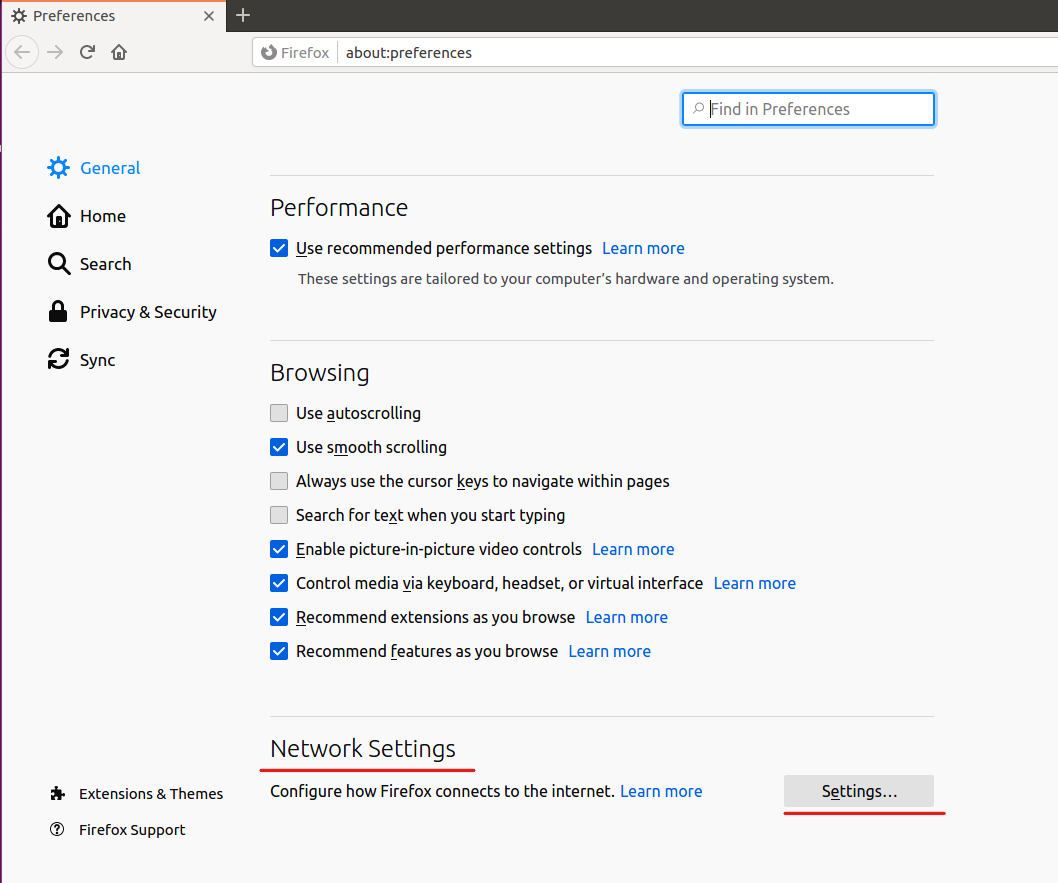 Preferences
Firefox about:preferences
Find in Preferences
General
Home
Search
Privacy & Security
Sync
Extensions & Themes
Firefox Support
Performance
Use recommended performance settings Learn more
These settings are tailored to your computer’s hardware and operating system.
Browsing
Use autoscrolling
Use smooth scrolling
Always use the cursor keys to navigate within pages
Search for text when you start typing
Enable picture-in-picture video controls Learn more
Control media via keyboard, headset, or virtual interface Learn more
Recommend extensions as you browse Learn more
Recommend features as you browse Learn more
Network Settings
Configure how Firefox connects to the internet. Learn more
Settings…